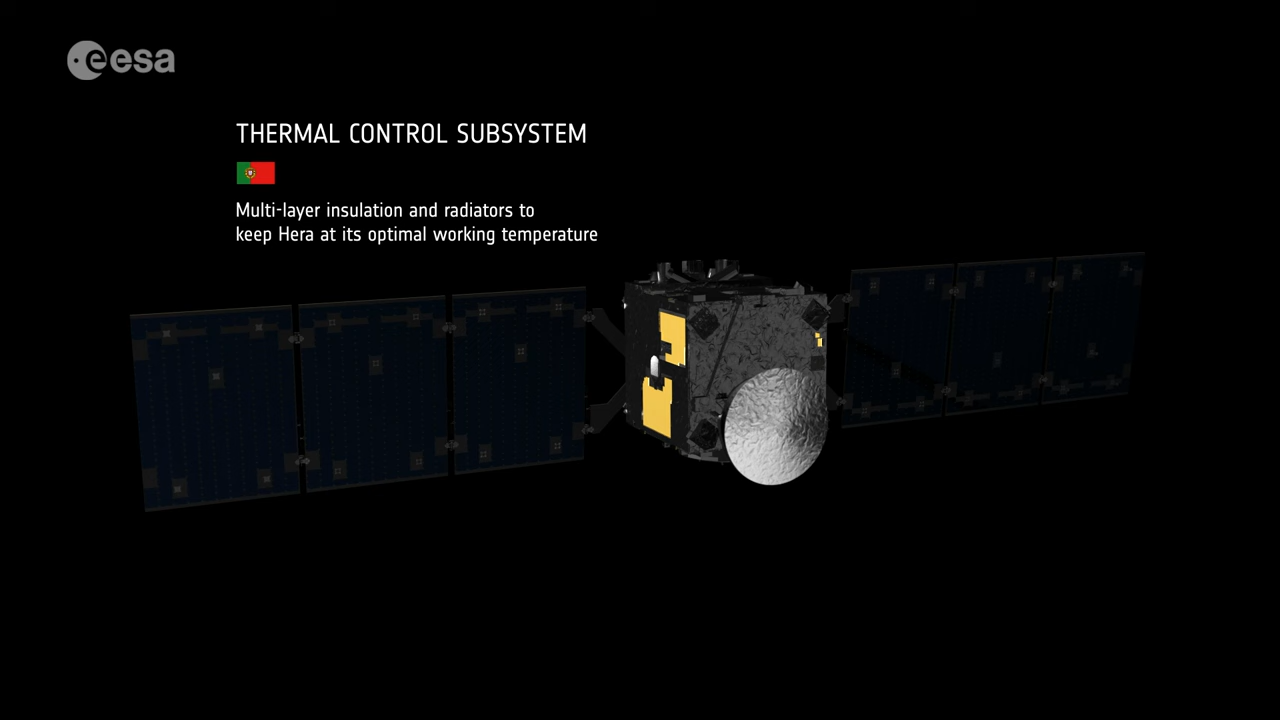 esa
THERMAL CONTROL SUBSYSTEM
Multi-layer insulation and radiators to
keep Hera at its optimal working temperature